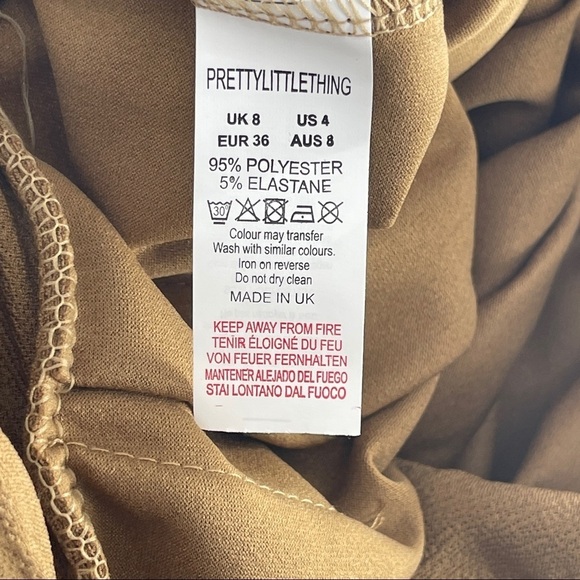 PRETTYLITTLETHING
UK 8 US 4
EUR 36 AUS 8
95% POLYESTER
5% ELASTANE
30°
Colour may transfer
Wash with similar colours.
Iron on reverse
Do not dry clean
MADE IN UK
KEEP AWAY FROM FIRE
TENIR ÉLOIGNÉ DU FEU
VON FEUER FERNHALTEN
MANTENER ALEJADO DEL FUEGO
STAI LONTANO DAL FUOCO